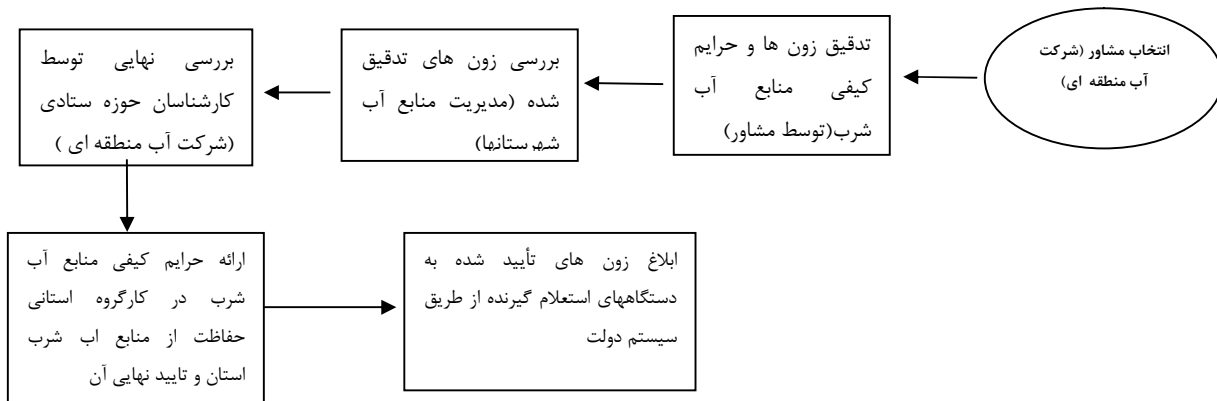 انتخاب مشاور (شرکت
آب منطقه ای)
تدقیق زون ها و حرایم
کیفی منابع آب
شرب(توسط مشاور)
بررسی زون های تدقیق
شده (مدیریت منابع آب
شهرستانها)
بررسی نهایی توسط
کارشناسان حوزه ستادی
(شرکت آب منطقه ای )
ارائه حرایم کیفی منابع آب
شرب در کارگروه استانی
حفاظت از منابع اب شرب
استان و تایید نهایی آن
ابلاغ زون های تأیید شده به
دستگاههای استعلام گیرنده از طریق
سیستم دولت